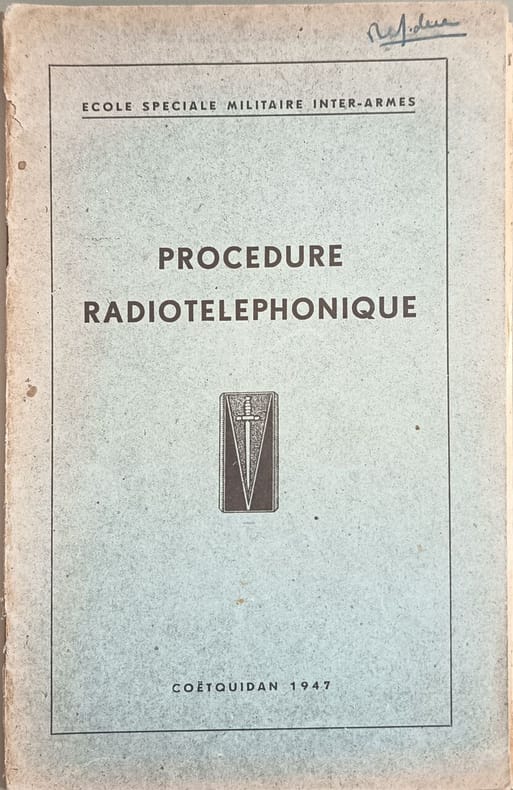 ECOLE SPECIALE MILITAIRE INTER-ARMES
PROCEDURE
RADIOTELEPHONIQUE
COËTQUIDAN 1947